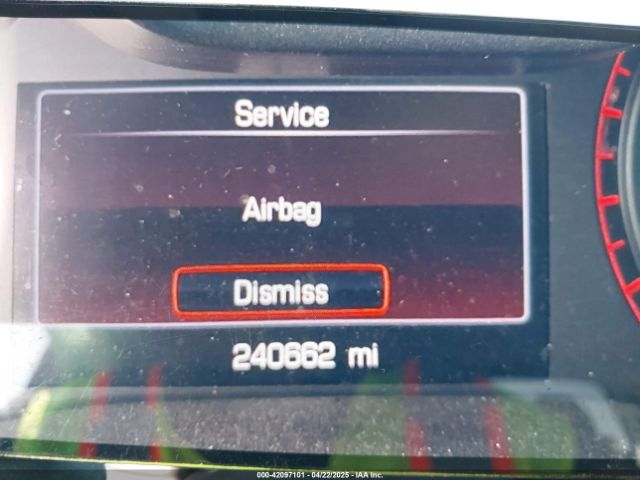 Service
Airbag
Dismiss
240662 mi
000-42097101 - 04/22/2025 - IAA Inc.